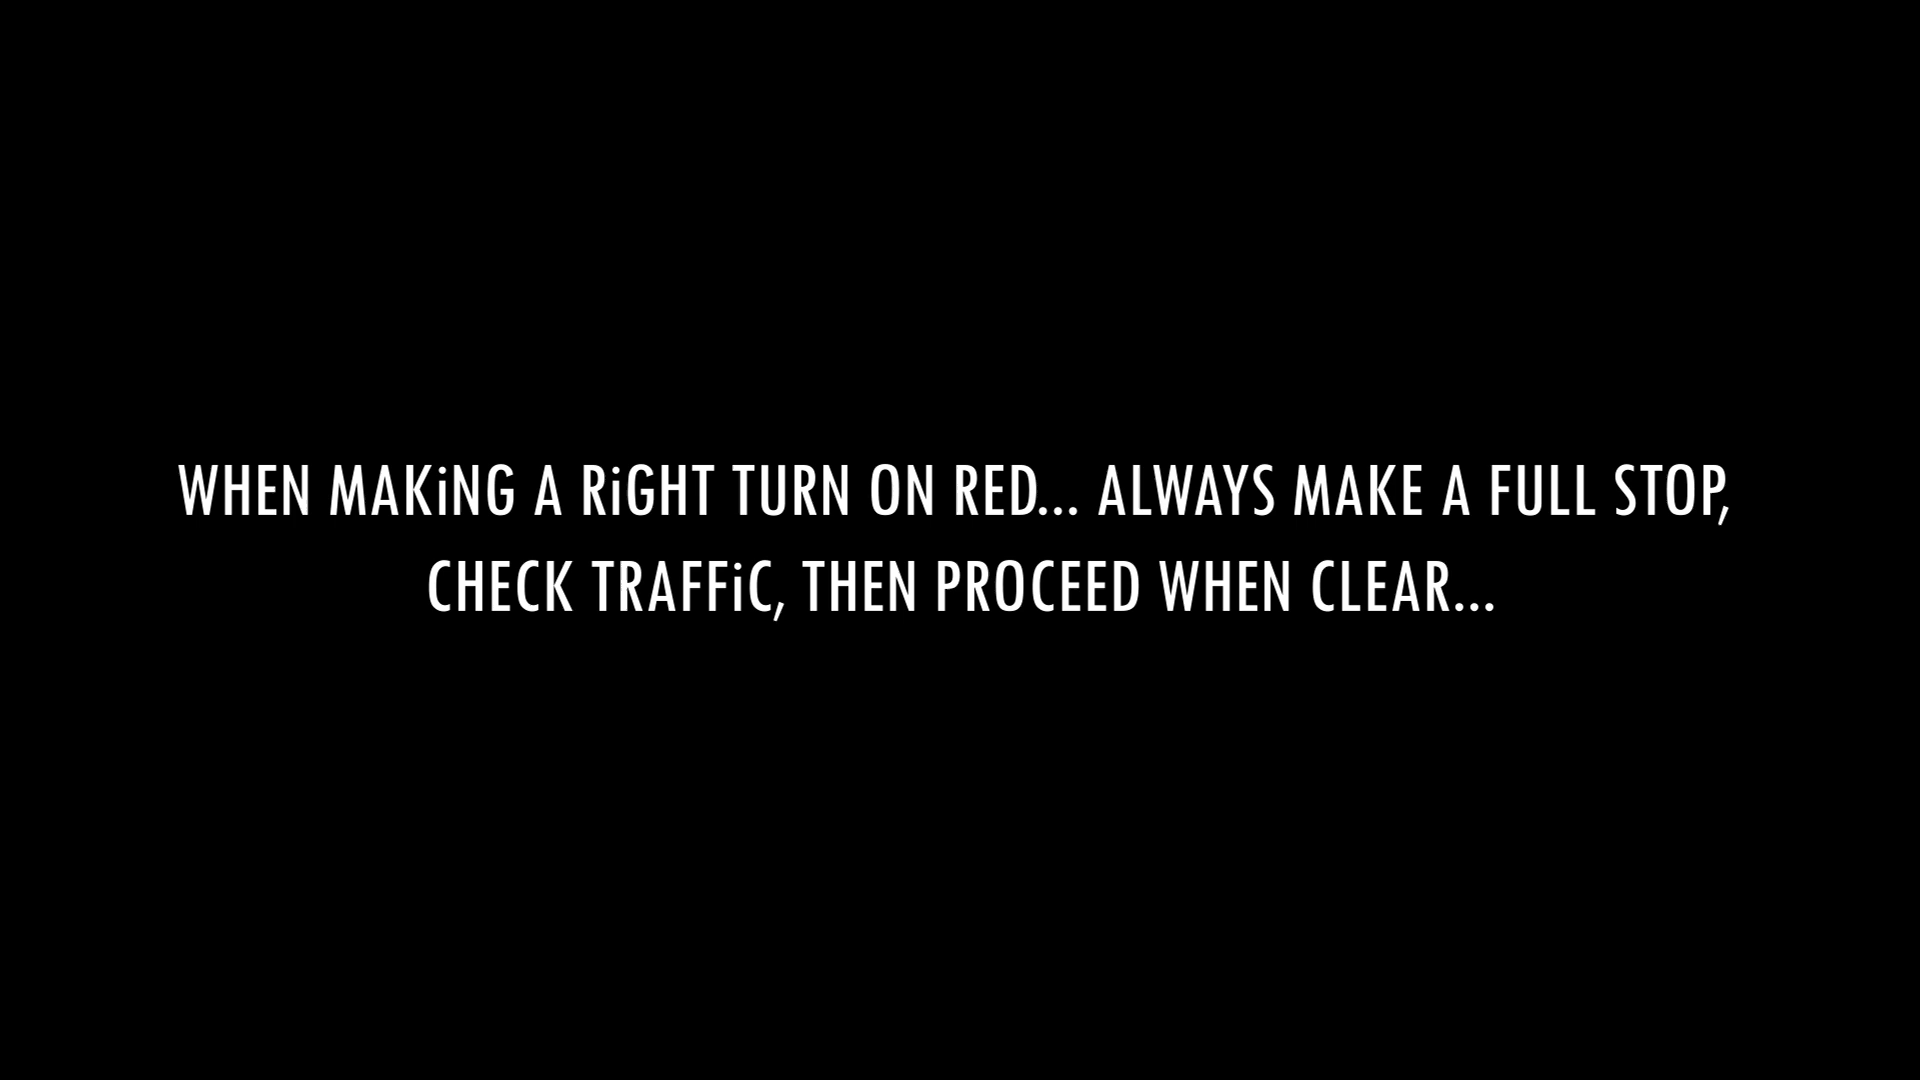 WHEN MAKiNG A RiGHT TURN ON RED... ALWAYS MAKE A FULL STOP,
CHECK TRAFFiC, THEN PROCEED WHEN CLEAR...